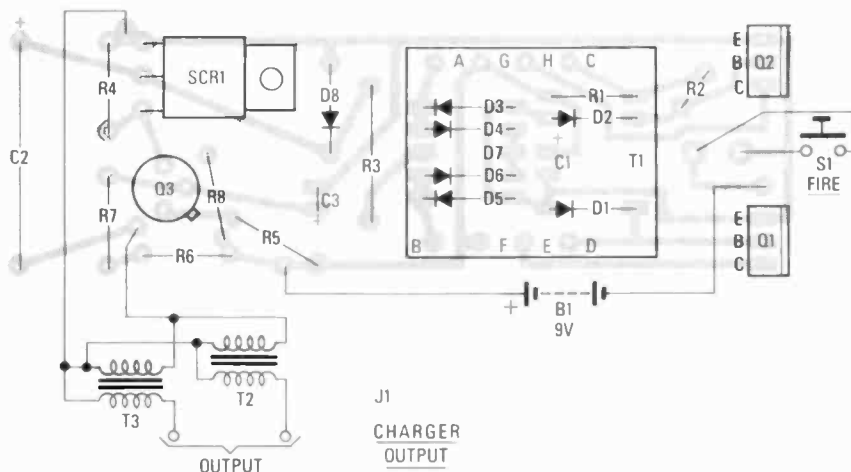 +
SCR1
A G H C
E
B Q2
C
R4
D8
R1
R2
D3
D2
D4
C2
R3
D7
+
C1
T1
S1
FIRE
Q3
R8
D6
R7
C3
+
D5
D1
E
B Q1
C
R5
R6
B F E D
+
B1
9V
T2
T3
J1
CHARGER
OUTPUT
OUTPUT